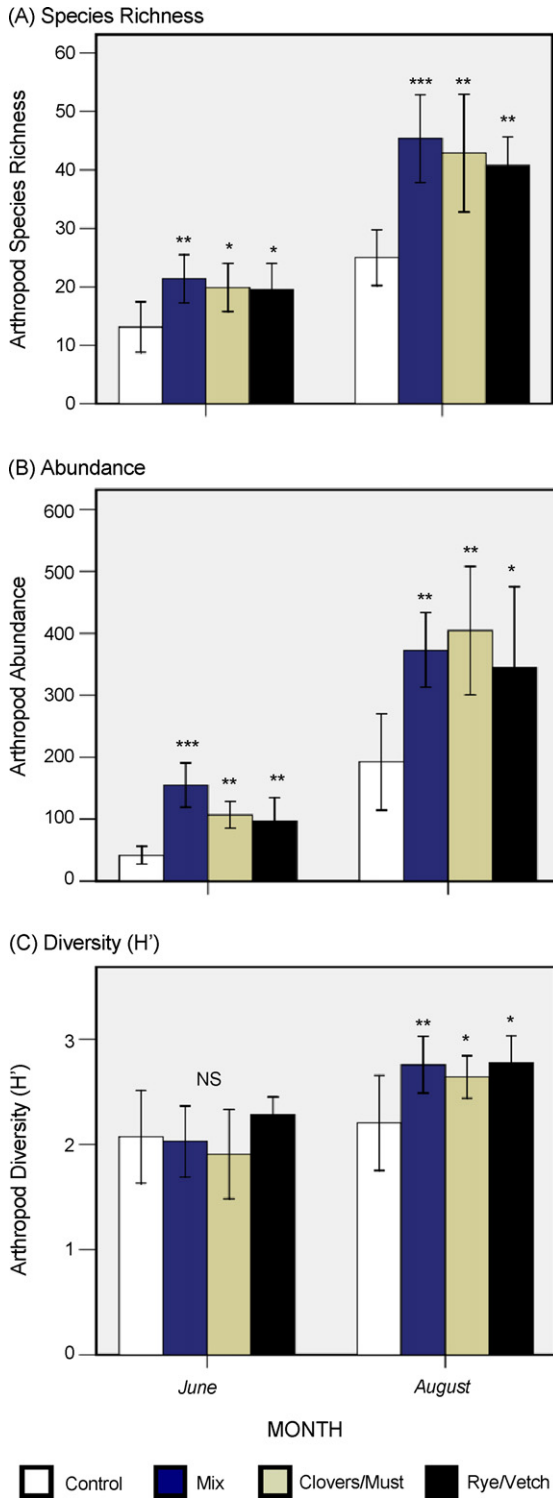 (A) Species Richness
Arthropod Species Richness
60
50
40
30
20
10
0
** * *
*** ** **
(B) Abundance
Arthropod Abundance
600
500
400
300
200
100
0
*** ** **
** ** *
(C) Diversity (H')
Arthropod Diversity (H')
3
2
1
0
NS
** * *
June August
MONTH
Control Mix Clovers/Must Rye/Vetch